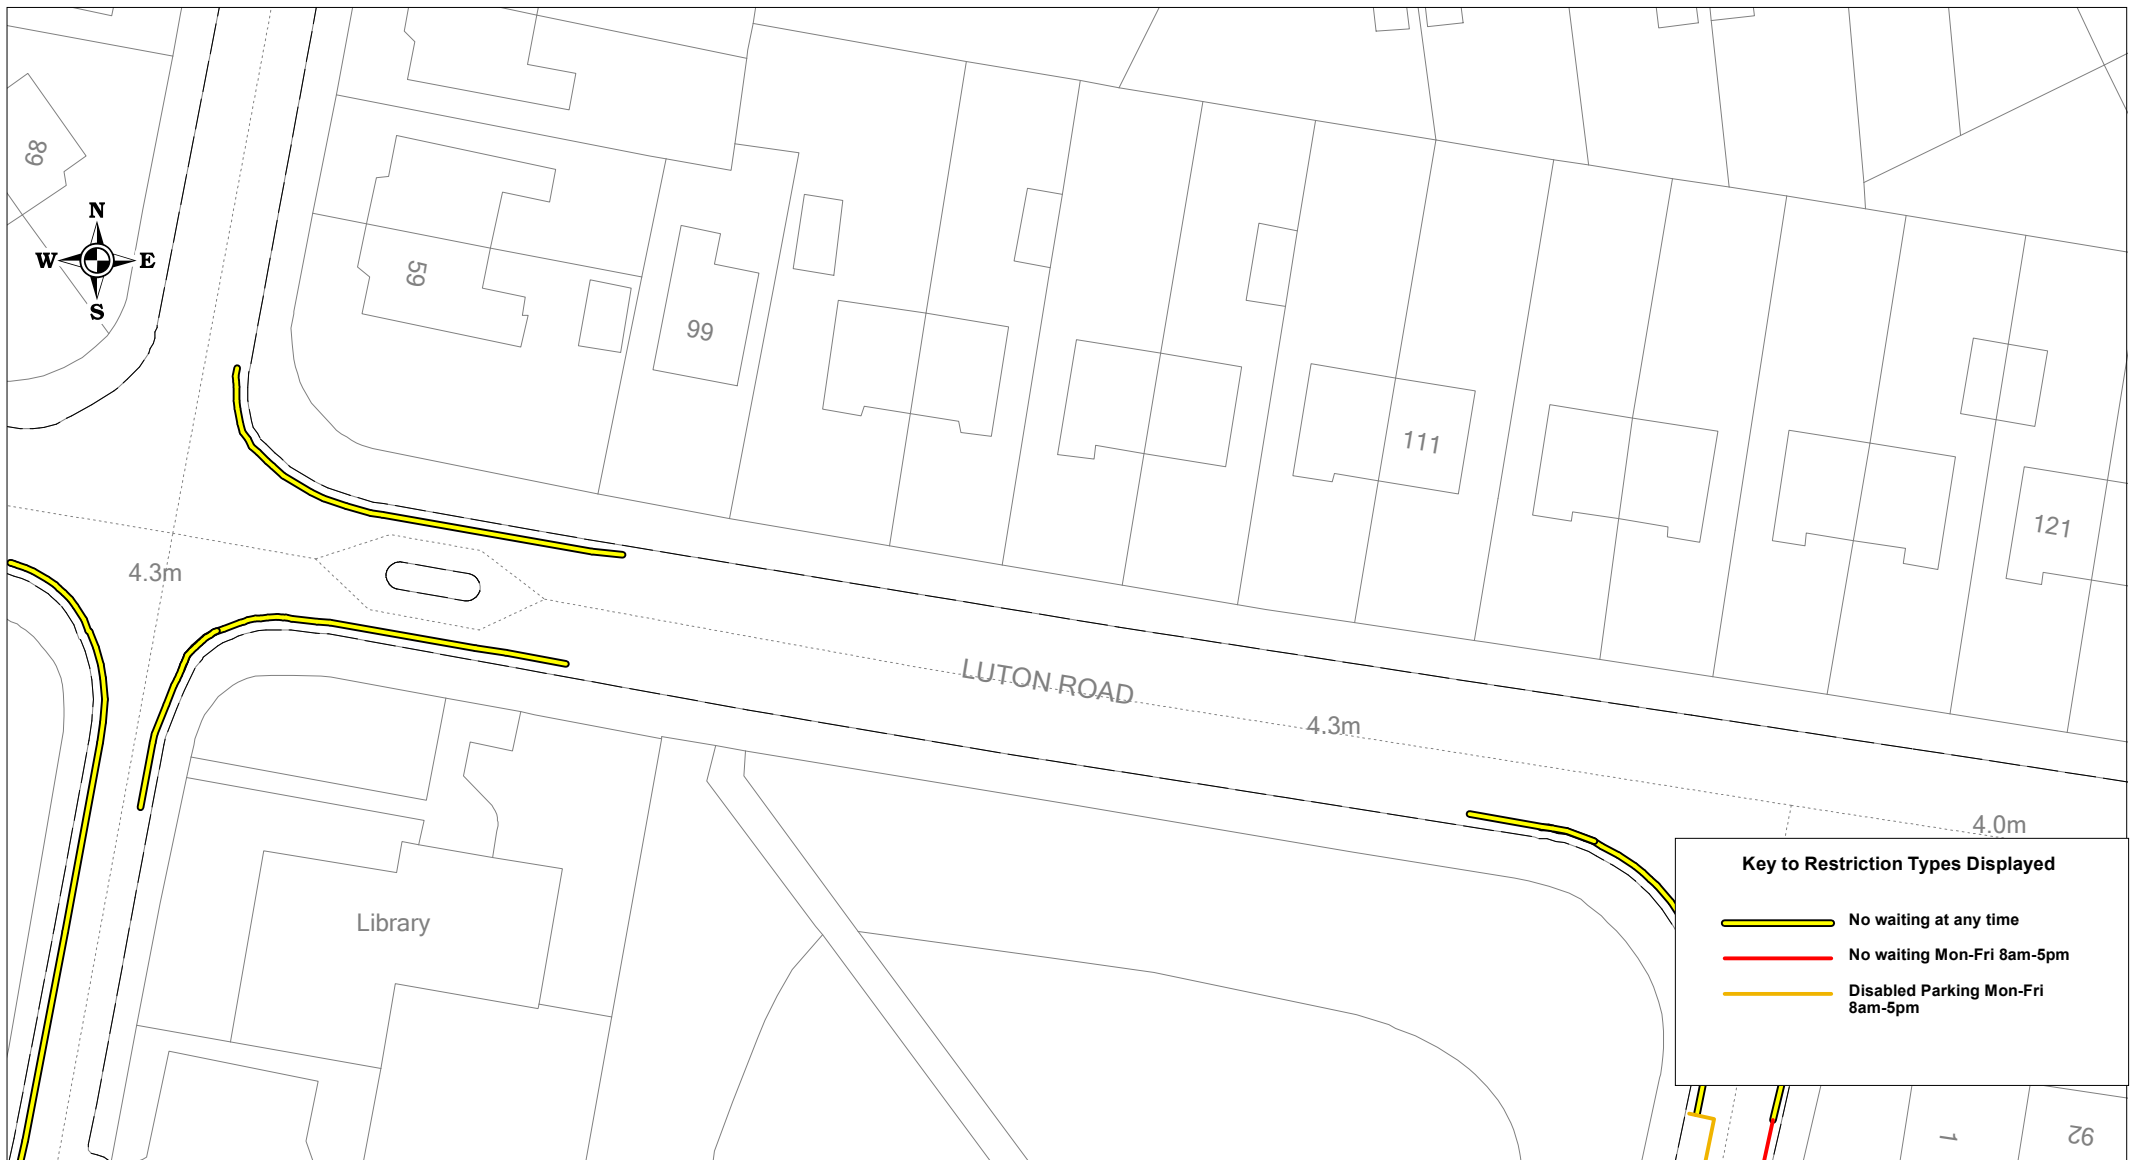 89
N
W
E
S
59
99
111
121
4.3m
LUTON ROAD
4.3m
4.0m
Library
Key to Restriction Types Displayed
No waiting at any time
No waiting Mon-Fri 8am-5pm
Disabled Parking Mon-Fri
8am-5pm
1
92